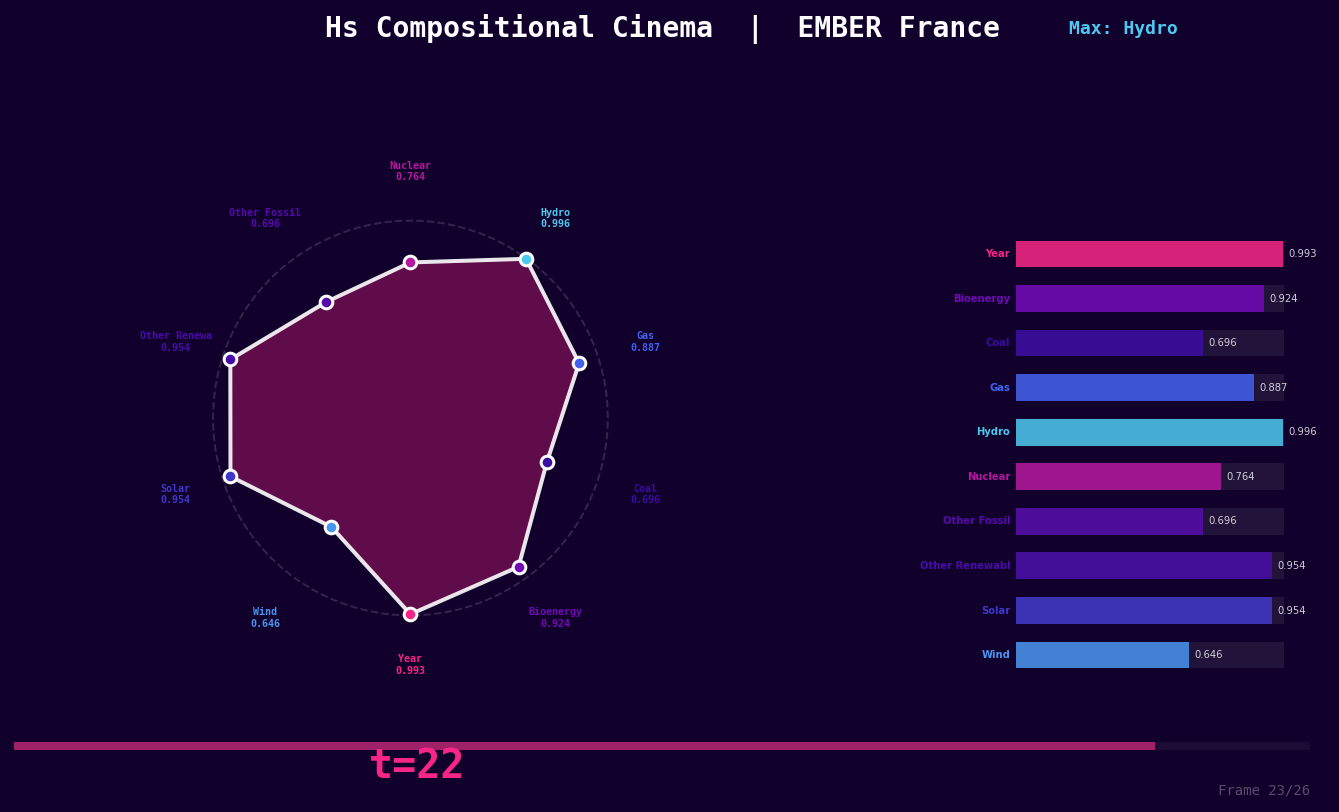 Hs Compositional Cinema | EMBER France
Max: Hydro
Nuclear
0.764
Other Fossil
0.696
Hydro
0.996
Other Renewa
0.954
Gas
0.887
Solar
0.954
Coal
0.696
Wind
0.646
Bioenergy
0.924
Year
0.993
Year 0.993
Bioenergy 0.924
Coal 0.696
Gas 0.887
Hydro 0.996
Nuclear 0.764
Other Fossil 0.696
Other Renewabl 0.954
Solar 0.954
Wind 0.646
t=22
Frame 23/26